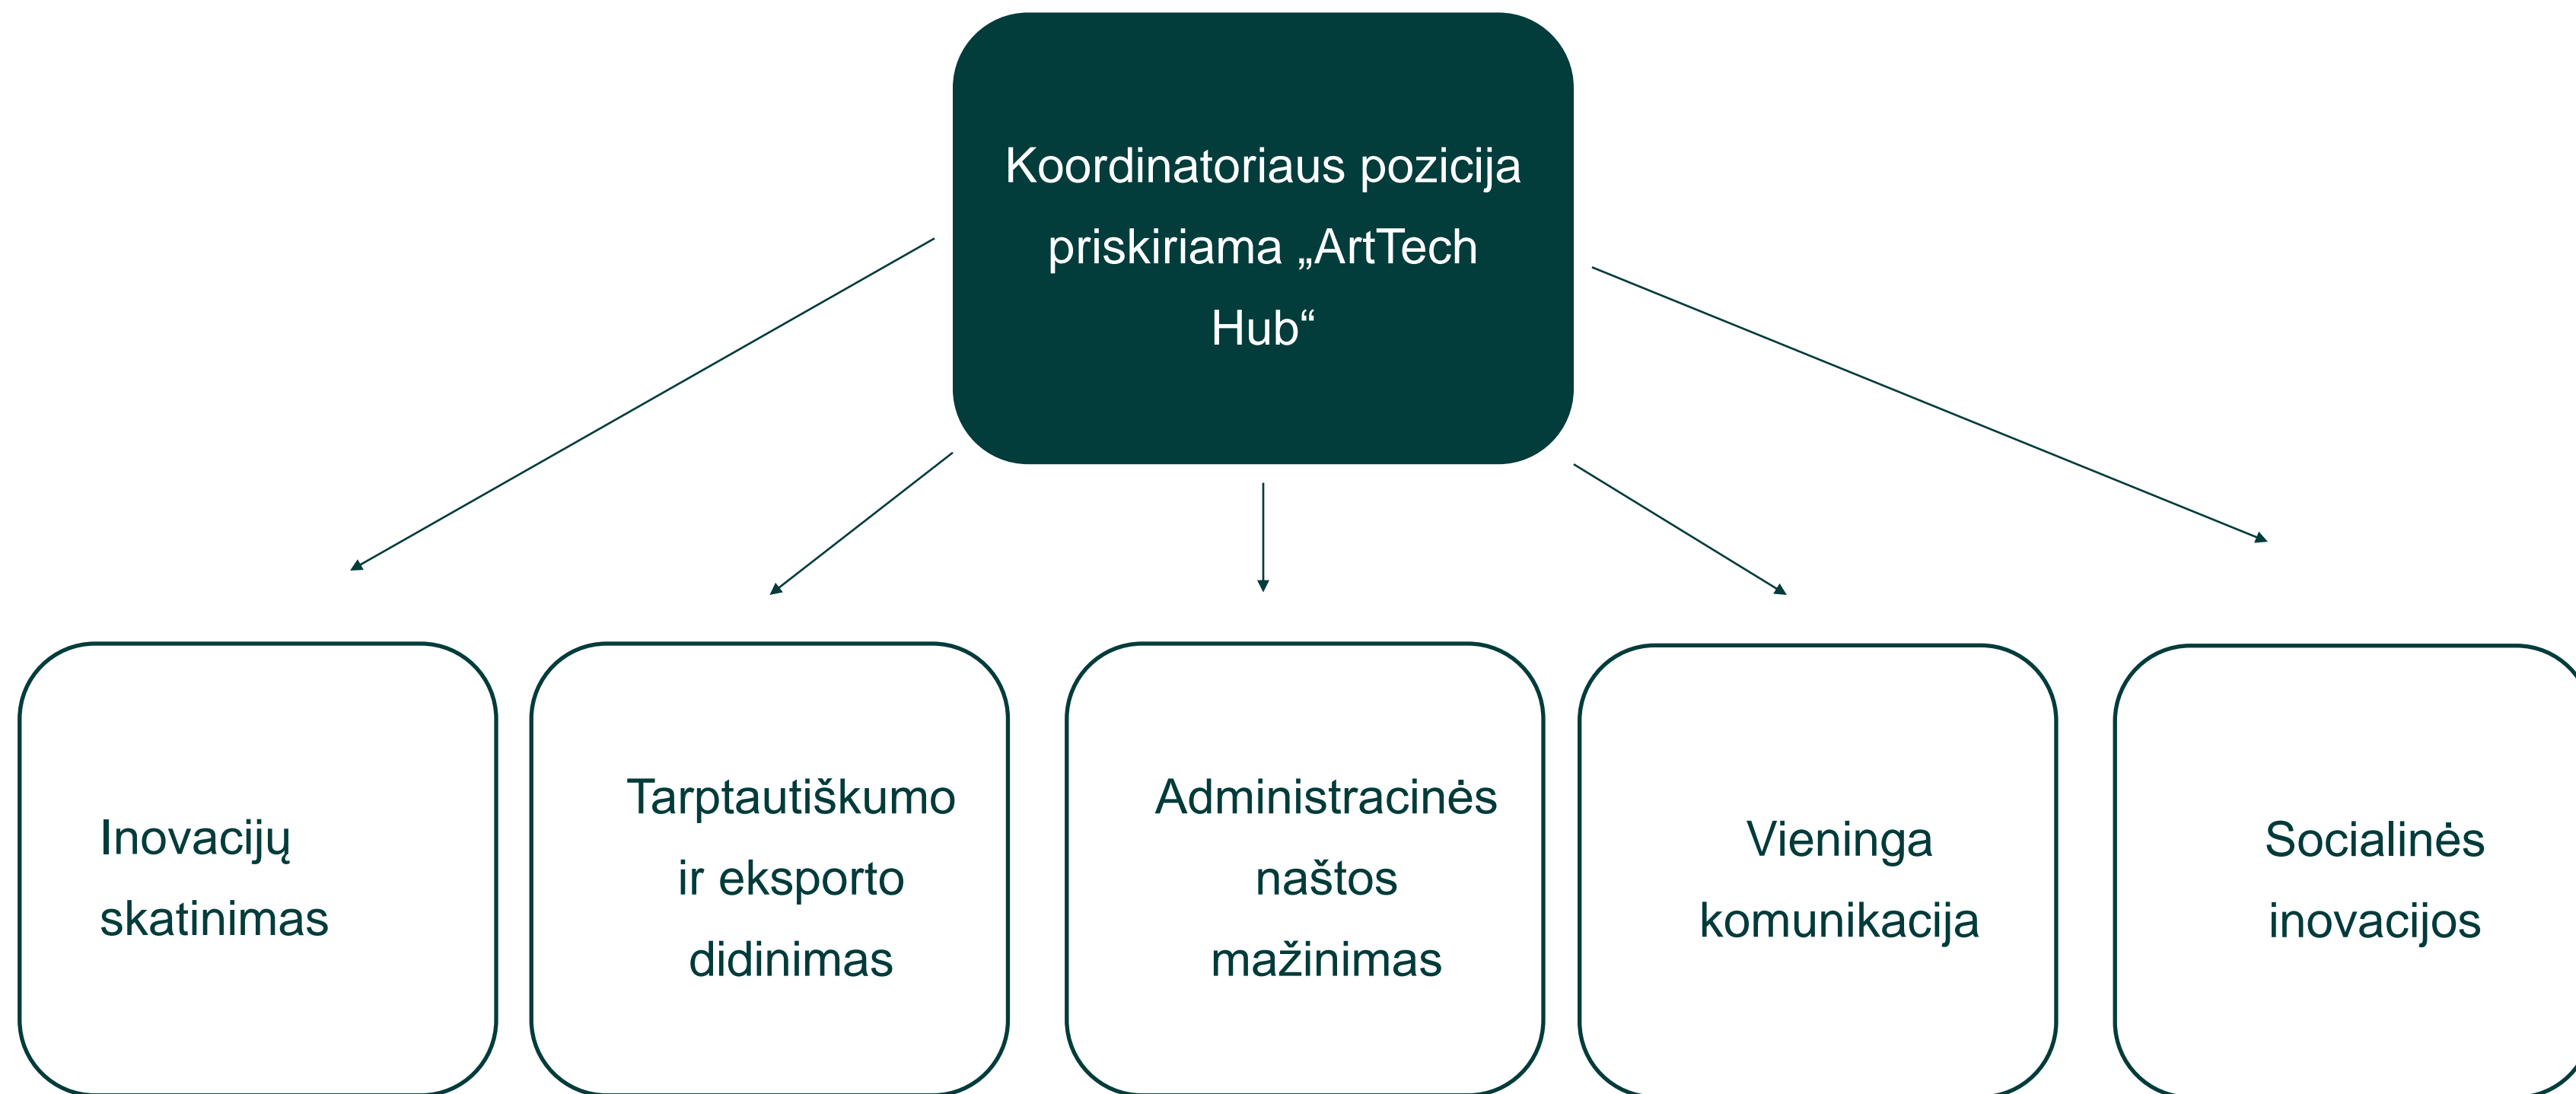 Koordinatoriaus pozicija
priskiriama „ArtTech
Hub“
Inovacijų
skatinimas
Tarptautiškumo
ir eksporto
didinimas
Administracinės
naštos
mažinimas
Vieninga
komunikacija
Socialinės
inovacijos